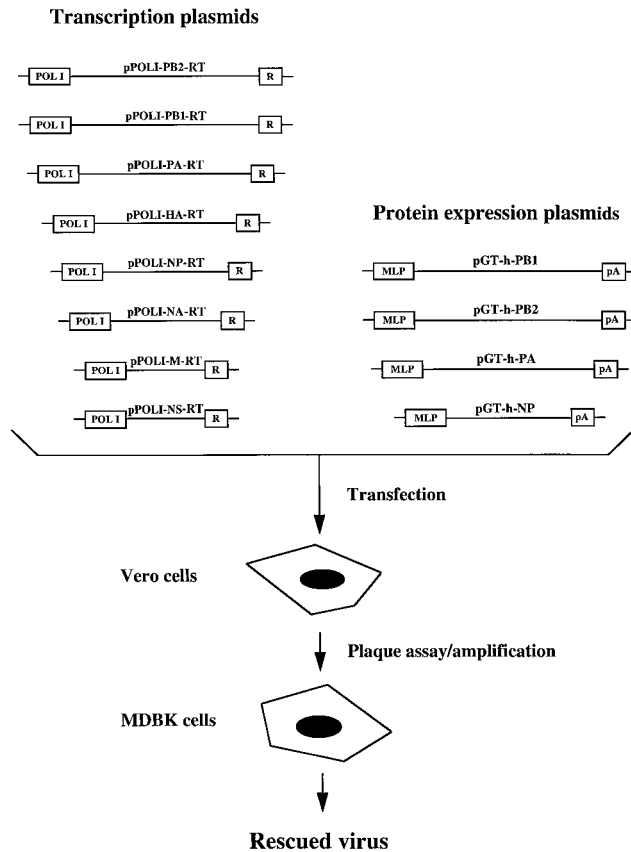 Transcription plasmids
POL I pPOLI-PB2-RT R
POL I pPOLI-PB1-RT R
POL I pPOLI-PA-RT R
POL I pPOLI-HA-RT R
POL I pPOLI-NP-RT R
POL I pPOLI-NA-RT R
POL I pPOLI-M-RT R
POL I pPOLI-NS-RT R
Protein expression plasmids
MLP pGT-h-PB1 pA
MLP pGT-h-PB2 pA
MLP pGT-h-PA pA
MLP pGT-h-NP pA
Transfection
Vero cells
Plaque assay/amplification
MDBK cells
Rescued virus